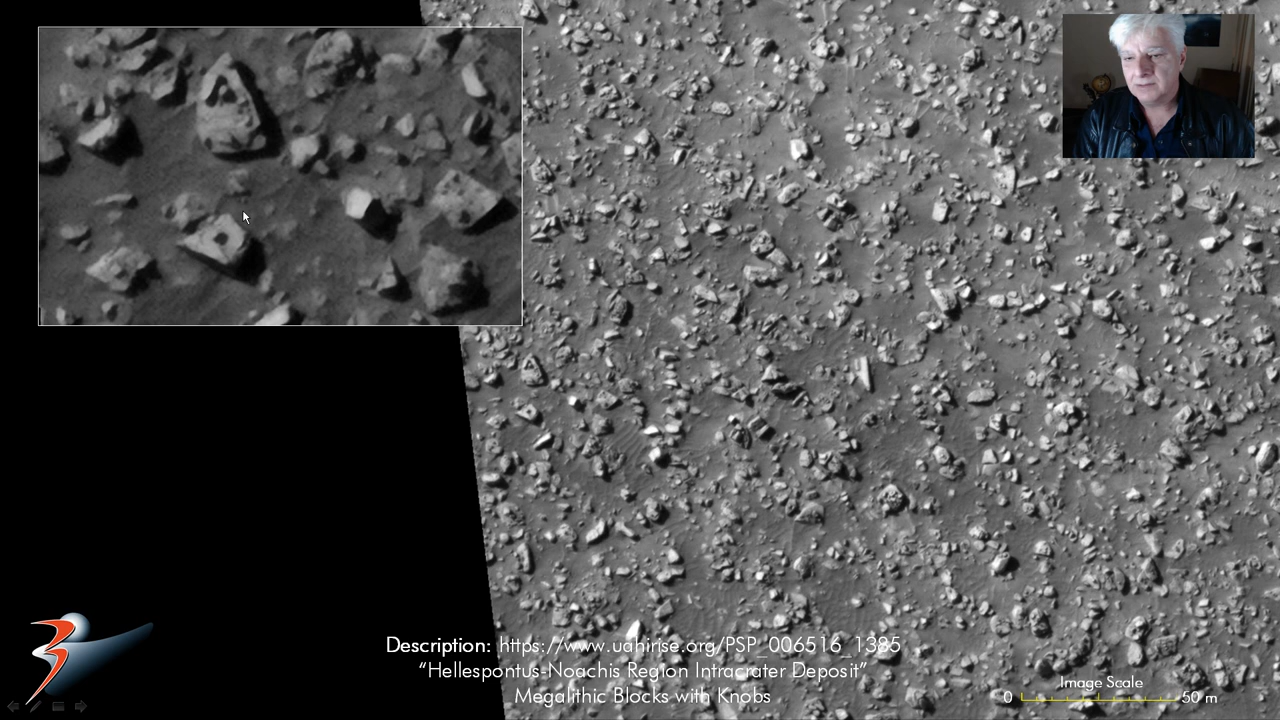 Description: https://www.uahirise.org/PSP_006516_1385
“Hellespontus-Noachis Region Intracrater Deposit”
Megalithic Blocks with Knobs
Image Scale
0 50 m